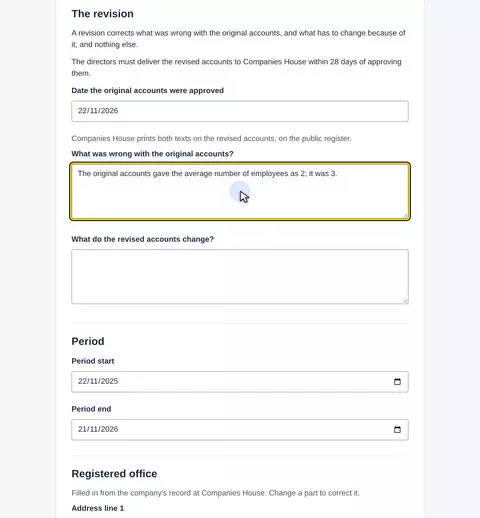 The revision
A revision corrects what was wrong with the original accounts, and what has to change because of
it, and nothing else.
The directors must deliver the revised accounts to Companies House within 28 days of approving
them.
Date the original accounts were approved
22/11/2026
Companies House prints both texts on the revised accounts, on the public register.
What was wrong with the original accounts?
The original accounts gave the average number of employees as 2; it was 3.
What do the revised accounts change?
Period
Period start
22/11/2025
Period end
21/11/2026
Registered office
Filled in from the company's record at Companies House. Change a part to correct it.
Address line 1